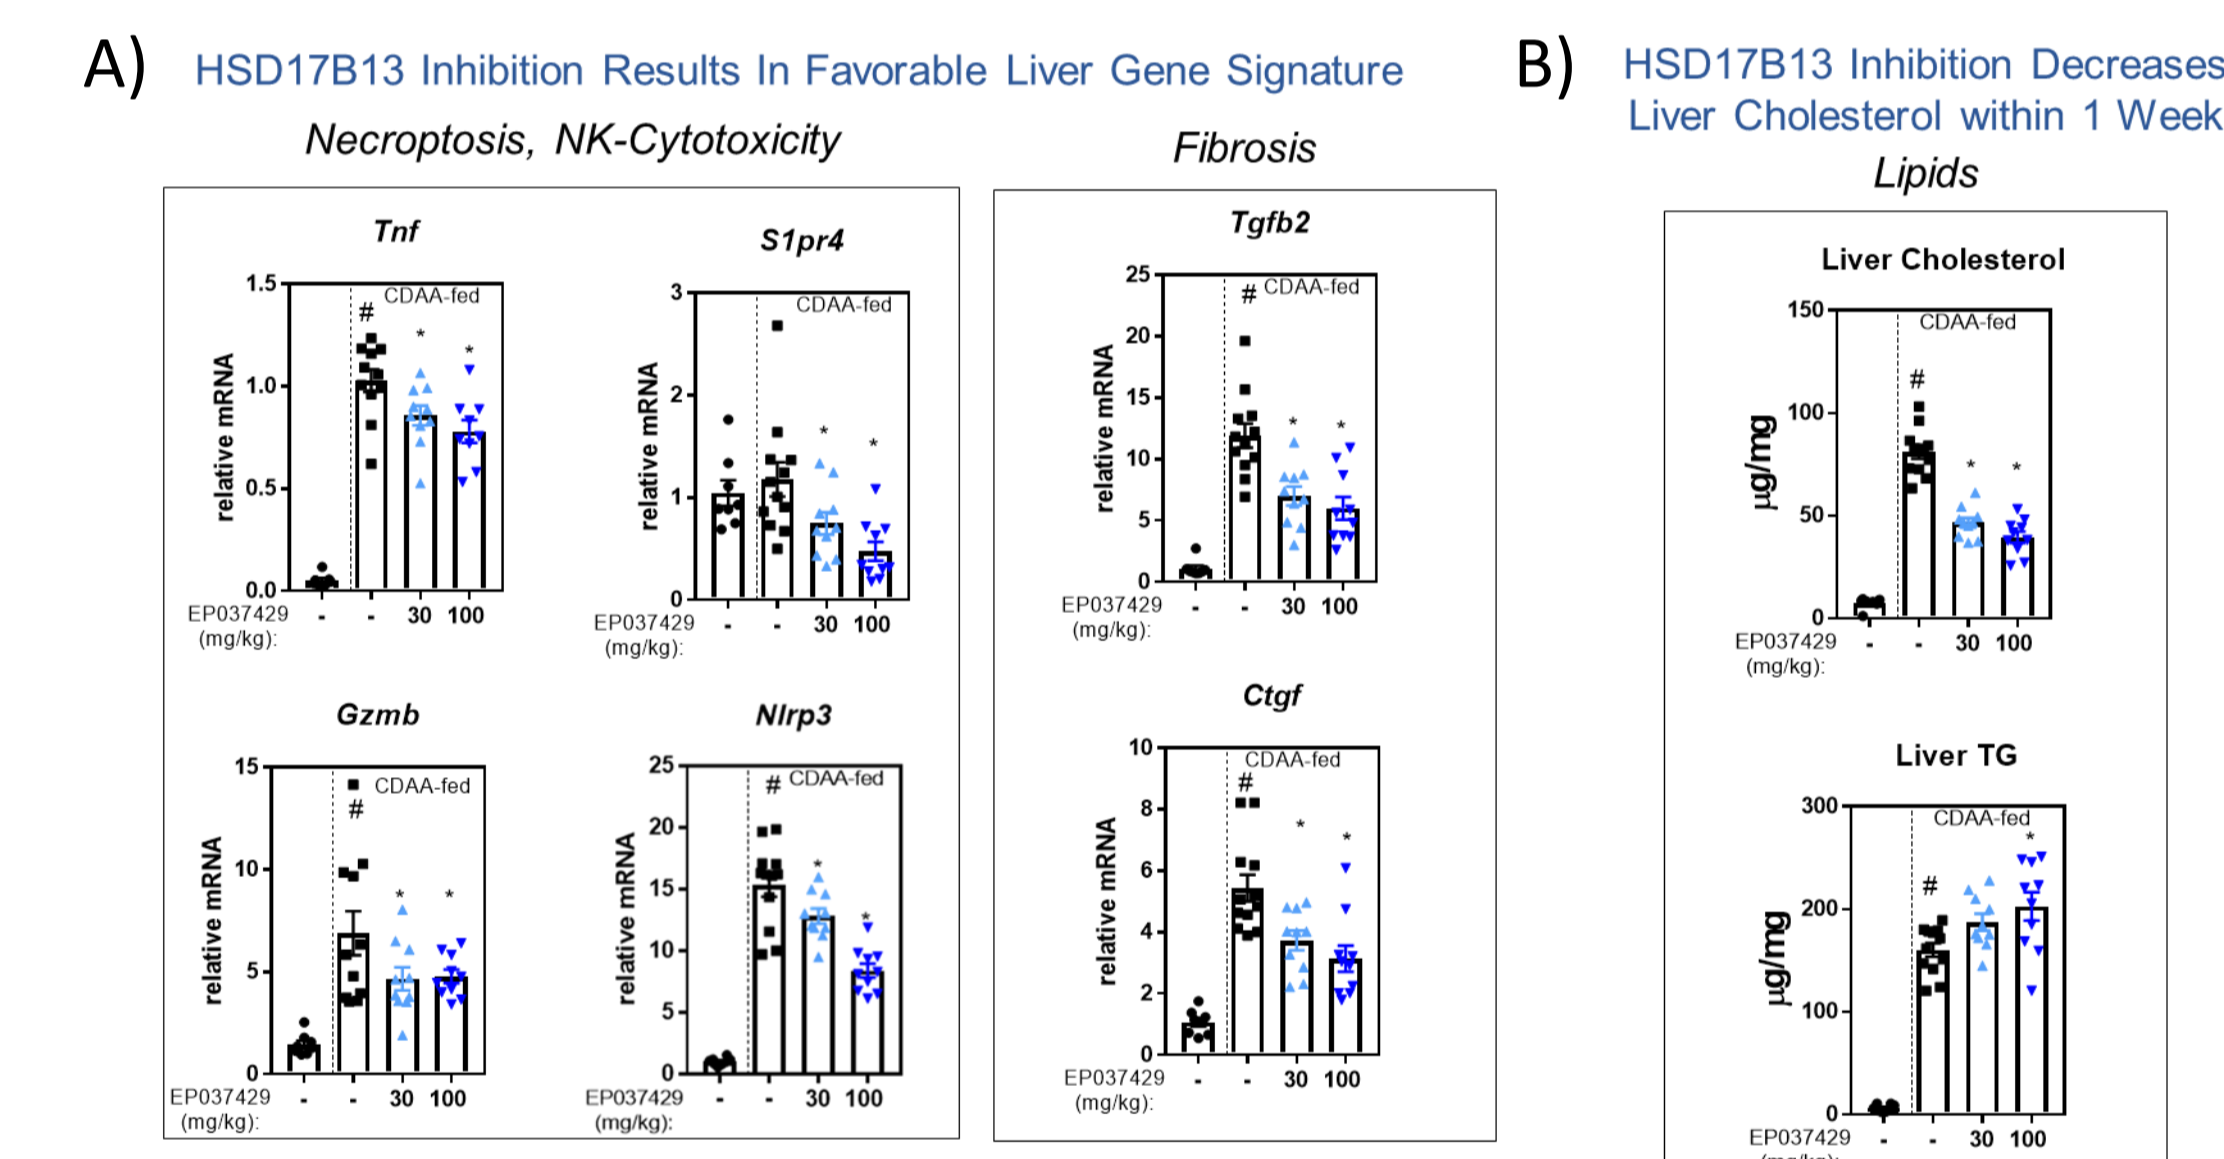 A)
HSD17B13 Inhibition Results In Favorable Liver Gene Signature
Necroptosis, NK-Cytotoxicity
Fibrosis
Tnf
1.5
1.0
0.5
0.0
relative mRNA
CDAA-fed
#
*
*
EP037429
(mg/kg):
- - 30 100
S1pr4
3
2
1
0
relative mRNA
CDAA-fed
*
*
EP037429
(mg/kg):
- - 30 100
Gzmb
15
10
5
0
relative mRNA
CDAA-fed
#
*
*
EP037429
(mg/kg):
- - 30 100
Nlrp3
25
20
15
10
5
0
relative mRNA
# CDAA-fed
*
*
EP037429
(mg/kg):
- - 30 100
Tgfb2
25
20
15
10
5
0
relative mRNA
# CDAA-fed
*
*
EP037429
(mg/kg):
- - 30 100
Ctgf
10
8
6
4
2
0
relative mRNA
CDAA-fed
#
*
*
EP037429
(mg/kg):
- - 30 100
B)
HSD17B13 Inhibition Decreases
Liver Cholesterol within 1 Week
Lipids
Liver Cholesterol
150
100
50
0
µg/mg
CDAA-fed
#
*
*
EP037429
(mg/kg):
- - 30 100
Liver TG
300
200
100
0
µg/mg
CDAA-fed
*
#
EP037429
- - 30 100